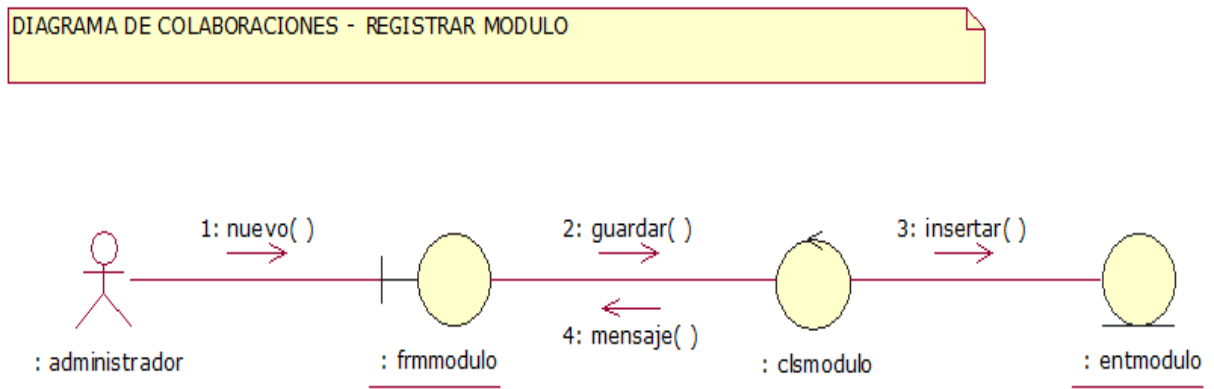 DIAGRAMA DE COLABORACIONES - REGISTRAR MODULO
1: nuevo( )
2: guardar( )
3: insertar( )
4: mensaje( )
: administrador
: frmmodulo
: clsmodulo
: entmodulo